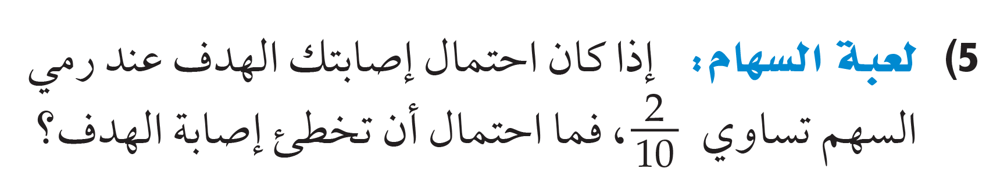 5) لعبة السهام: إذا كان احتمال إصابتك الهدف عند رمي
السهم تساوي 2/10، فما احتمال أن تخطئ إصابة الهدف؟